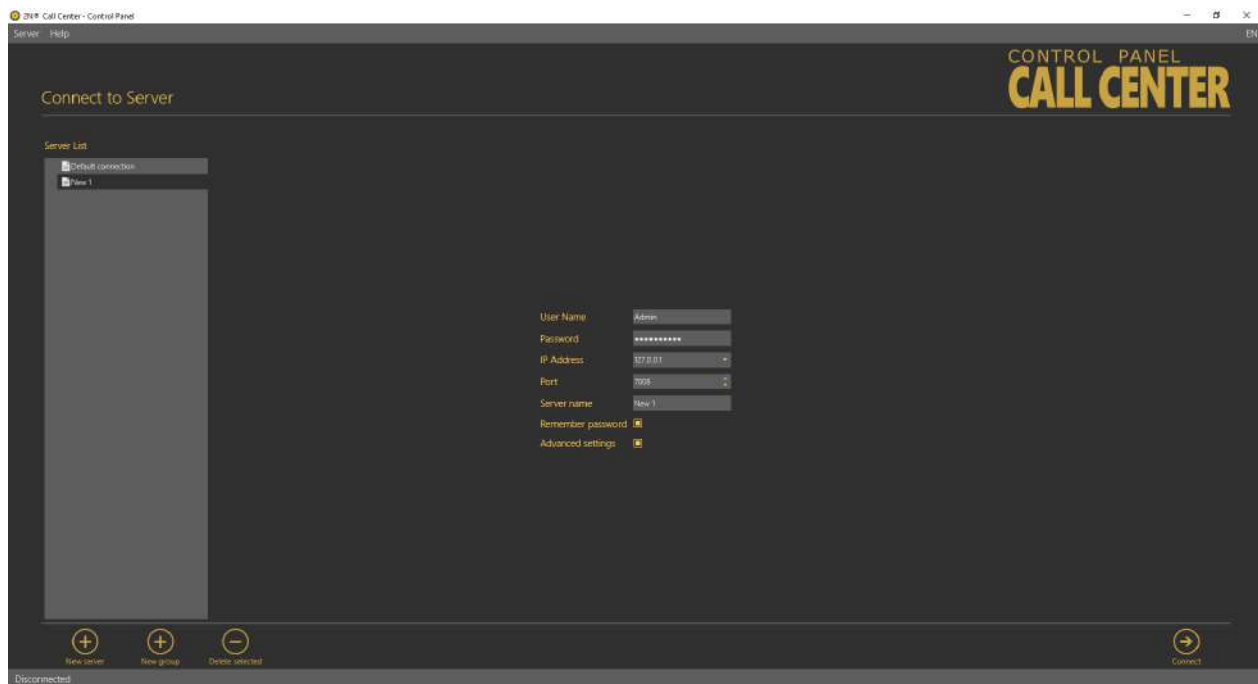 2N® Call Center - Control Panel
Server Help EN
CONTROL PANEL
CALL CENTER
Connect to Server
Server List
Default connection
New 1
User Name Admin
Password ••••••••••
IP Address 127.0.0.1
Port 7008
Server name New 1
Remember password
Advanced settings
New server New group Delete selected Connect
Disconnected